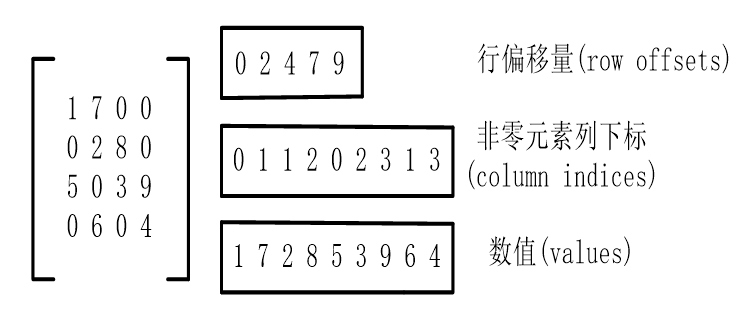 1 7 0 0
0 2 8 0
5 0 3 9
0 6 0 4
0 2 4 7 9
行偏移量(row offsets)
0 1 1 2 0 2 3 1 3
非零元素列下标
(column indices)
1 7 2 8 5 3 9 6 4
数值(values)